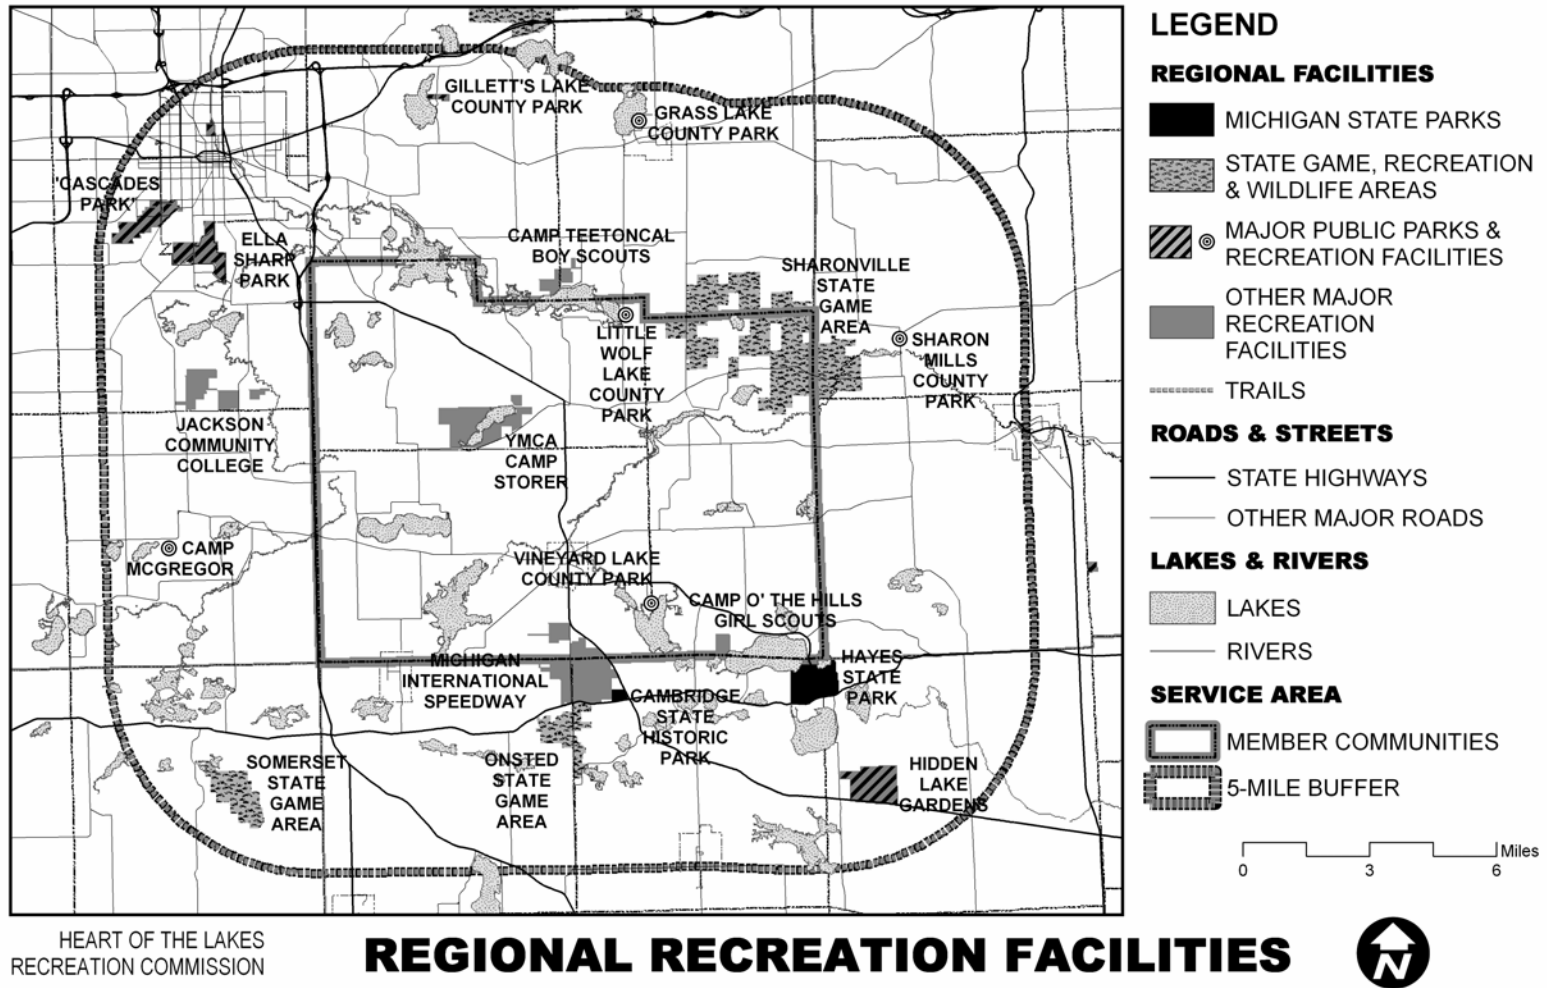 GILLETT'S LAKE
COUNTY PARK
GRASS LAKE
COUNTY PARK
'CASCADES
PARK'
ELLA
SHARP
PARK
CAMP TEETONCAL
BOY SCOUTS
SHARONVILLE
STATE
GAME
AREA
LITTLE
WOLF
LAKE
COUNTY
PARK
SHARON
MILLS
COUNTY
PARK
JACKSON
COMMUNITY
COLLEGE
YMCA
CAMP
STORER
CAMP
MCGREGOR
VINEYARD LAKE
COUNTY PARK
CAMP O' THE HILLS
GIRL SCOUTS
MICHIGAN
INTERNATIONAL
SPEEDWAY
HAYES
STATE
PARK
CAMBRIDGE
STATE
HISTORIC
PARK
SOMERSET
STATE
GAME
AREA
ONSTED
STATE
GAME
AREA
HIDDEN
LAKE
GARDENS
LEGEND
REGIONAL FACILITIES
MICHIGAN STATE PARKS
STATE GAME, RECREATION
& WILDLIFE AREAS
MAJOR PUBLIC PARKS &
RECREATION FACILITIES
OTHER MAJOR
RECREATION
FACILITIES
TRAILS
ROADS & STREETS
STATE HIGHWAYS
OTHER MAJOR ROADS
LAKES & RIVERS
LAKES
RIVERS
SERVICE AREA
MEMBER COMMUNITIES
5-MILE BUFFER
Miles
0 3 6
HEART OF THE LAKES
RECREATION COMMISSION
REGIONAL RECREATION FACILITIES
N